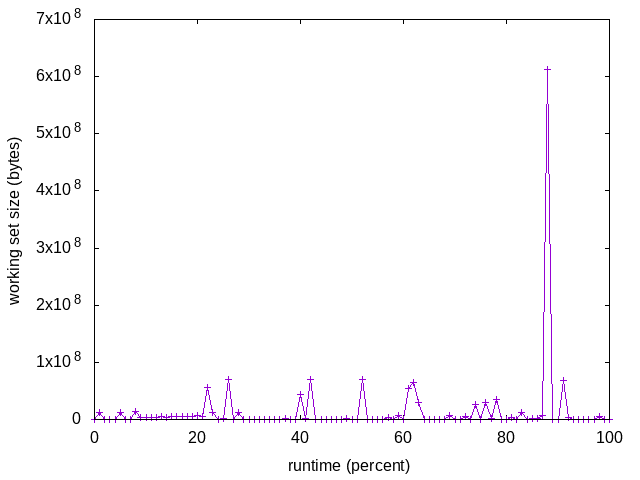 7x10^8
6x10^8
5x10^8
4x10^8
3x10^8
2x10^8
1x10^8
0
0 20 40 60 80 100
working set size (bytes)
runtime (percent)